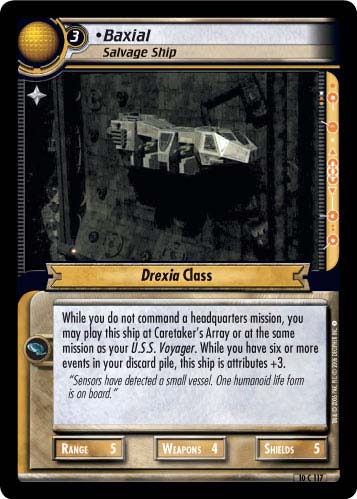 3
•Baxial
Salvage Ship
Drexia Class
While you do not command a headquarters mission, you
may play this ship at Caretaker's Array or at the same
mission as your U.S.S. Voyager. While you have six or more
events in your discard pile, this ship is attributes +3.
"Sensors have detected a small vessel. One humanoid life form
is on board."
RANGE 5 WEAPONS 4 SHIELDS 5
10 C 117